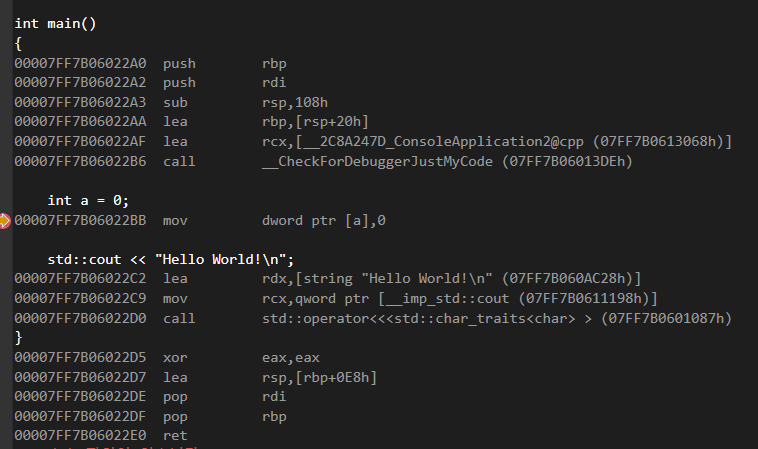 int main()
{
00007FF7B06022A0 push rbp
00007FF7B06022A2 push rdi
00007FF7B06022A3 sub rsp,108h
00007FF7B06022AA lea rbp,[rsp+20h]
00007FF7B06022AF lea rcx,[__2C8A247D_ConsoleApplication2@cpp (07FF7B0613068h)]
00007FF7B06022B6 call __CheckForDebuggerJustMyCode (07FF7B06013DEh)
int a = 0;
00007FF7B06022BB mov dword ptr [a],0
std::cout << "Hello World!\n";
00007FF7B06022C2 lea rdx,[string "Hello World!\n" (07FF7B060AC28h)]
00007FF7B06022C9 mov rcx,qword ptr [__imp_std::cout (07FF7B0611198h)]
00007FF7B06022D0 call std::operator<<<std::char_traits<char> > (07FF7B0601087h)
}
00007FF7B06022D5 xor eax,eax
00007FF7B06022D7 lea rsp,[rbp+0E8h]
00007FF7B06022DE pop rdi
00007FF7B06022DF pop rbp
00007FF7B06022E0 ret